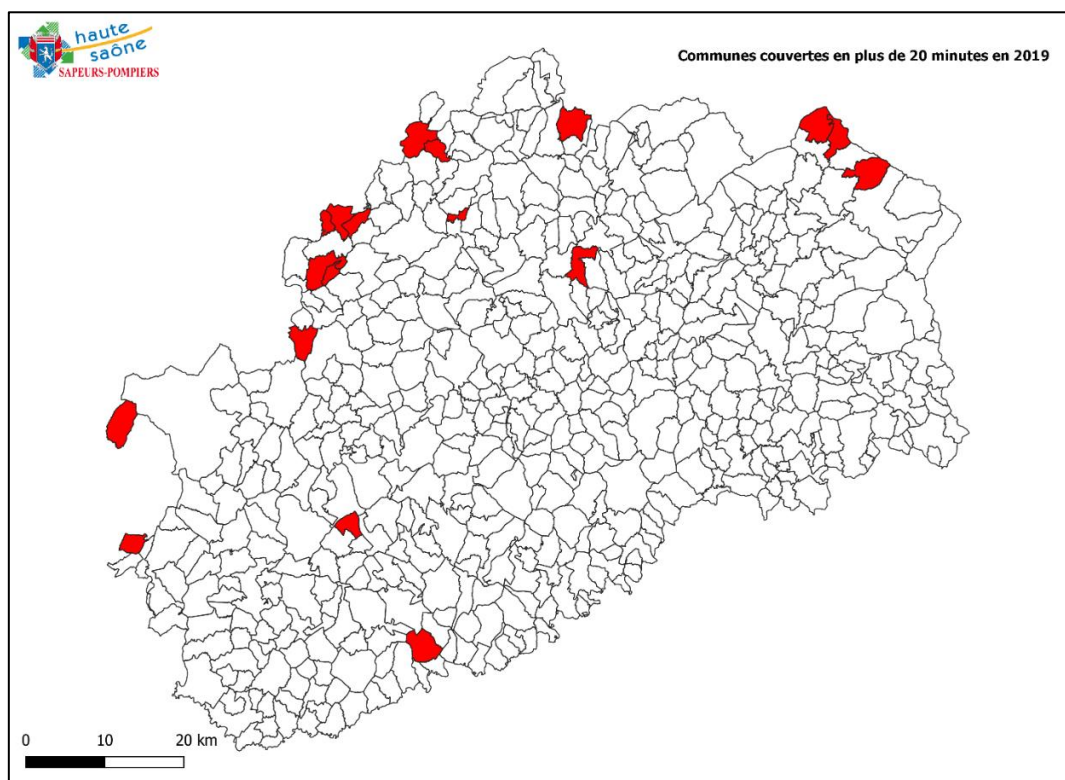 haute
saône
SAPEURS-POMPIERS
Communes couvertes en plus de 20 minutes en 2019
0 10 20 km